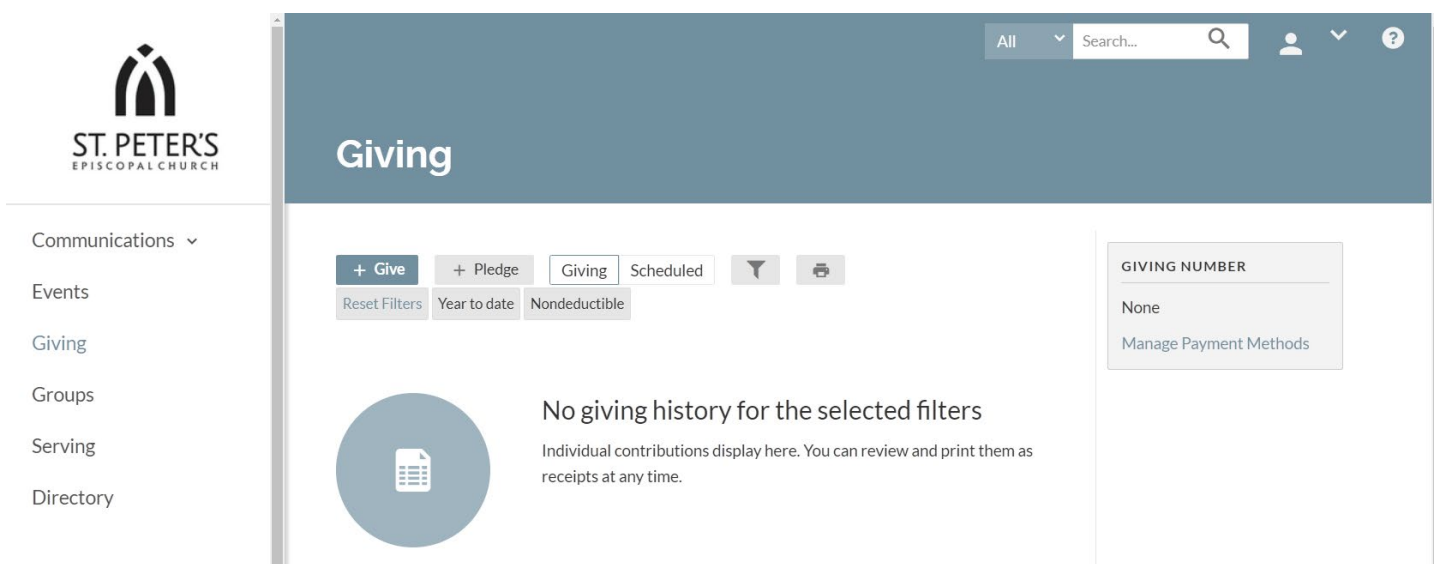 ST. PETER'S
EPISCOPAL CHURCH
All
Search...
Giving
Communications
Events
Giving
Groups
Serving
Directory
+ Give
+ Pledge
Giving
Scheduled
Reset Filters
Year to date
Nondeductible
No giving history for the selected filters
Individual contributions display here. You can review and print them as
receipts at any time.
GIVING NUMBER
None
Manage Payment Methods